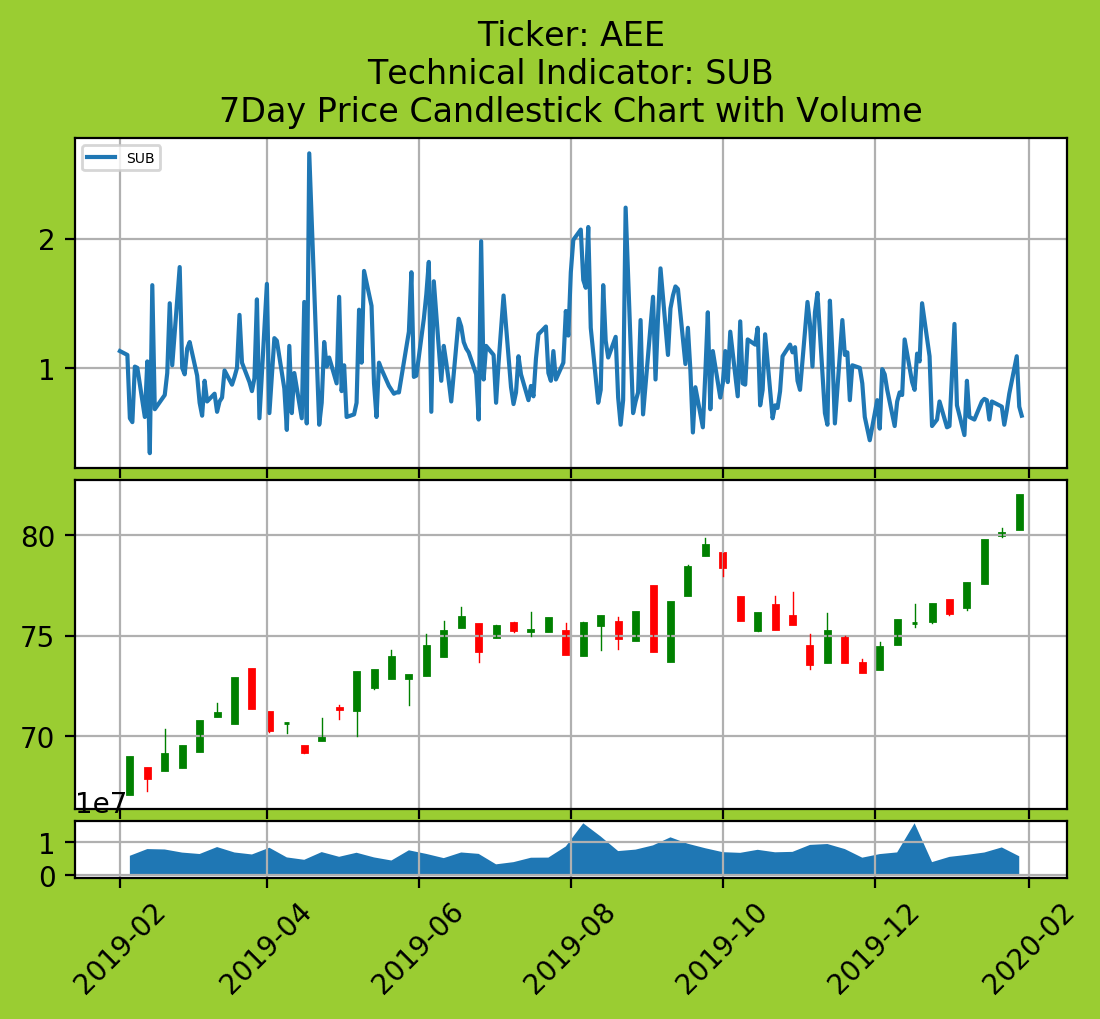 Ticker: AEE
Technical Indicator: SUB
7Day Price Candlestick Chart with Volume
SUB
2
1
80
75
70
1e7
1
0
2019-02
2019-04
2019-06
2019-08
2019-10
2019-12
2020-02